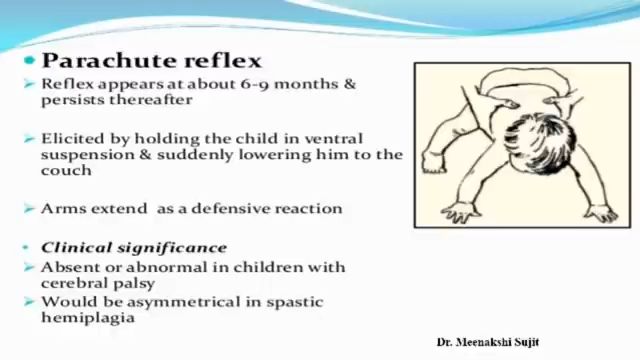 Parachute reflex
Reflex appears at about 6-9 months &
persists thereafter
Elicited by holding the child in ventral
suspension & suddenly lowering him to the
couch
Arms extend as a defensive reaction
Clinical significance
Absent or abnormal in children with
cerebral palsy
Would be asymmetrical in spastic
hemiplagia
Dr. Meenakshi Sujit